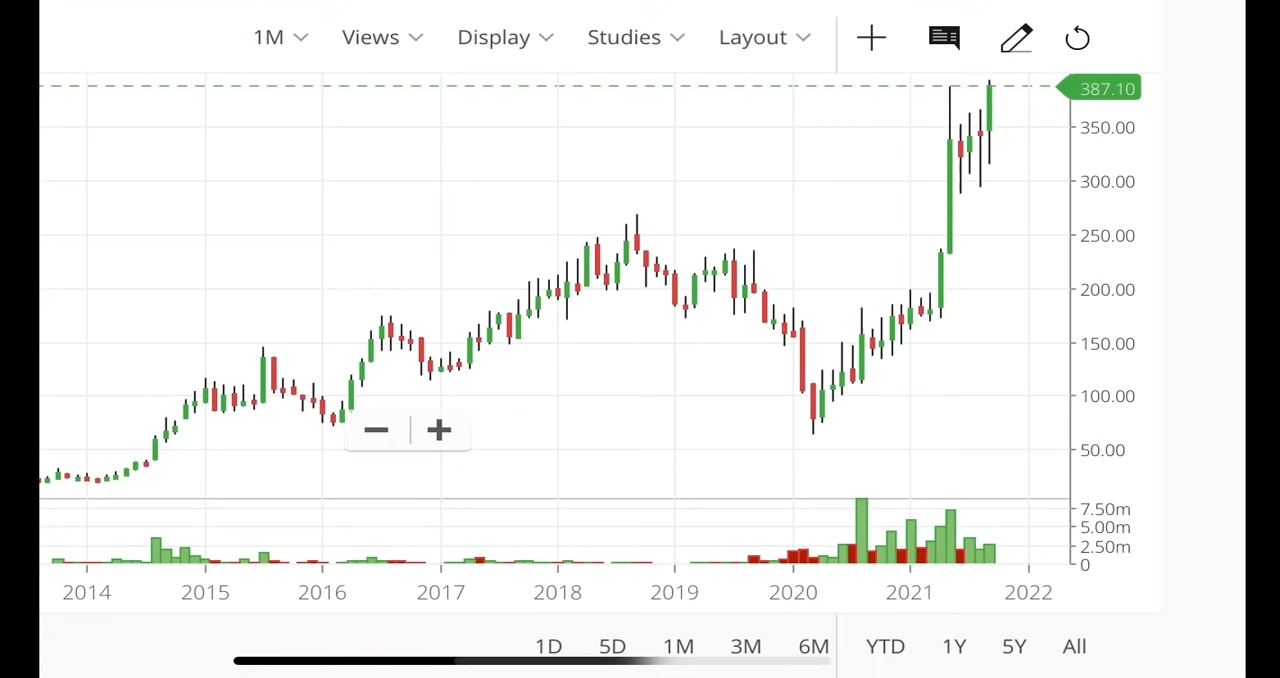 1M Views Display Studies Layout
387.10
350.00
300.00
250.00
200.00
150.00
100.00
50.00
7.50m
5.00m
2.50m
0
2014 2015 2016 2017 2018 2019 2020 2021 2022
1D 5D 1M 3M 6M YTD 1Y 5Y All